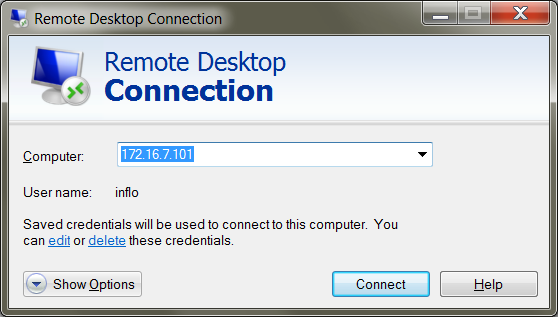 Remote Desktop Connection
Remote Desktop
Connection
Computer: 172.16.7.101
User name: inflo
Saved credentials will be used to connect to this computer. You
can edit or delete these credentials.
Show Options Connect Help